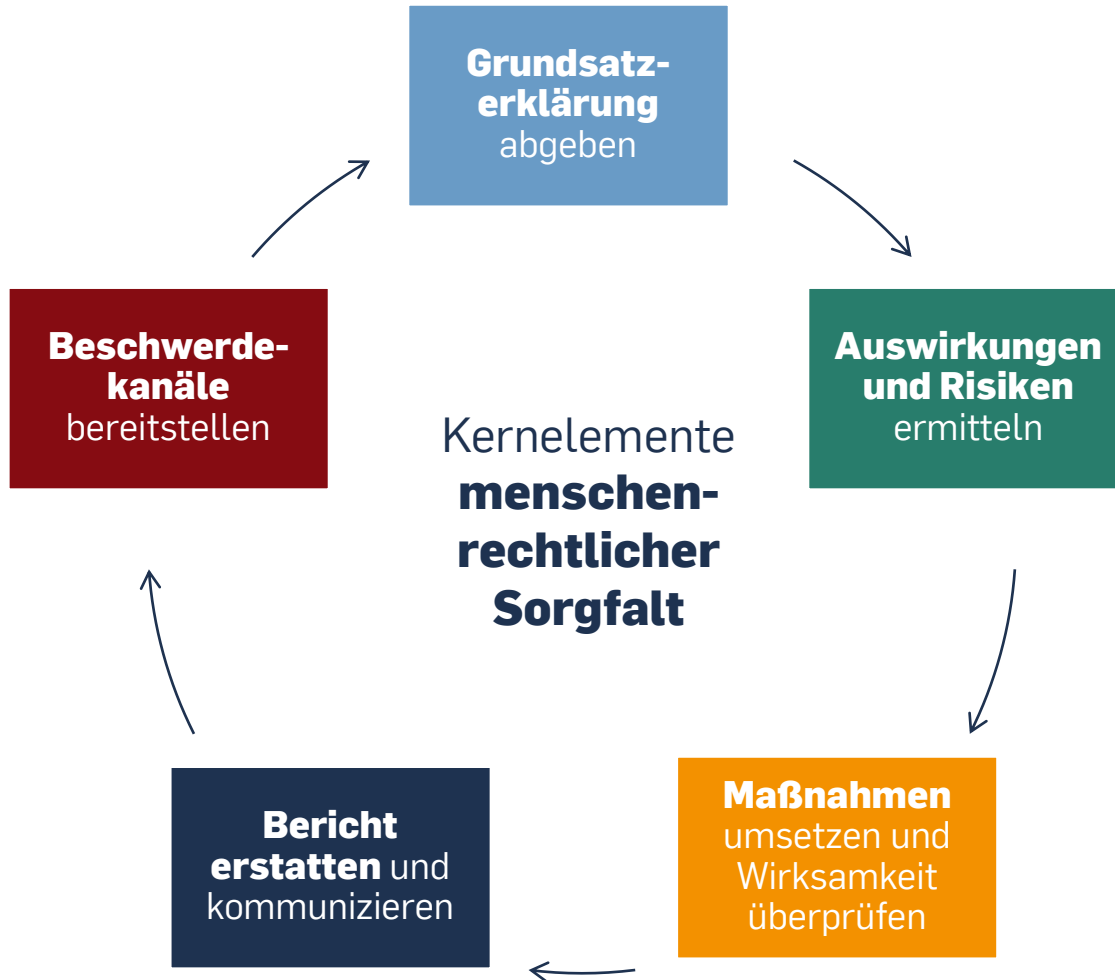 Grundsatz-
erklärung
abgeben
Auswirkungen
und Risiken
ermitteln
Maßnahmen
umsetzen und
Wirksamkeit
überprüfen
Bericht
erstatten und
kommunizieren
Beschwerde-
kanäle
bereitstellen
Kernelemente
menschen-
rechtlicher
Sorgfalt